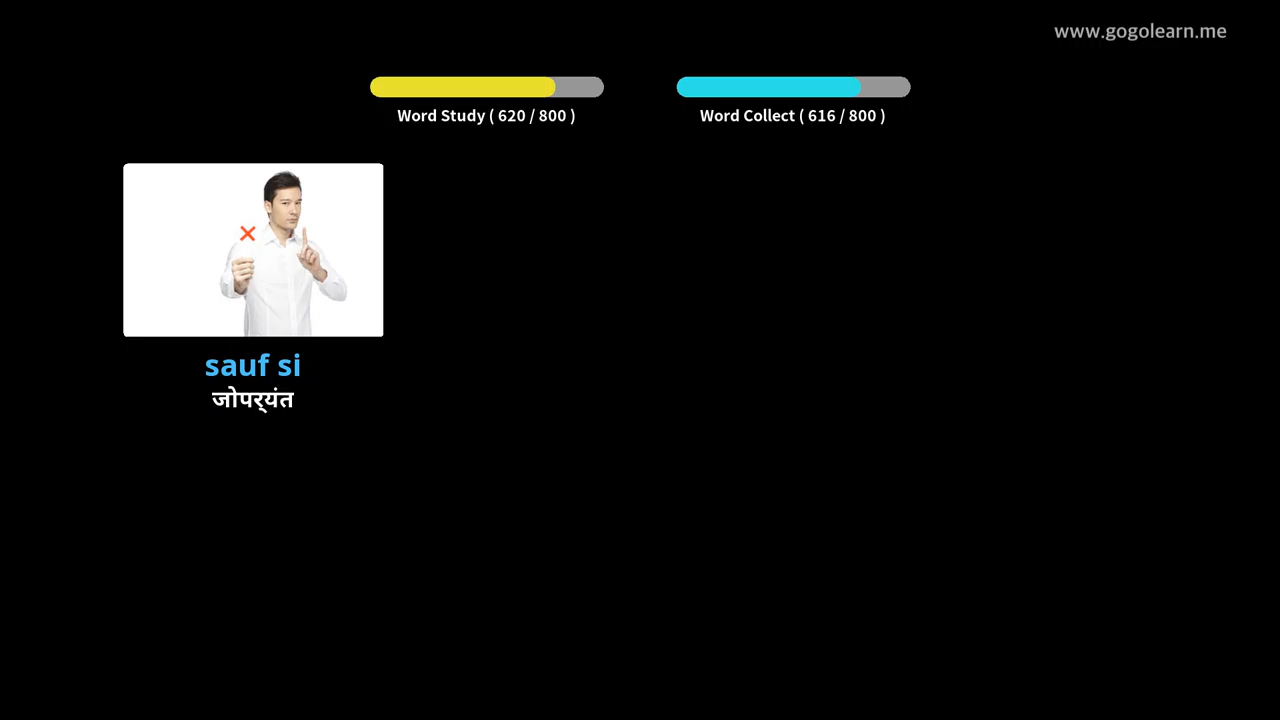 www.gogolearn.me
Word Study ( 620 / 800 )
Word Collect ( 616 / 800 )
sauf si
जोपर्यंत